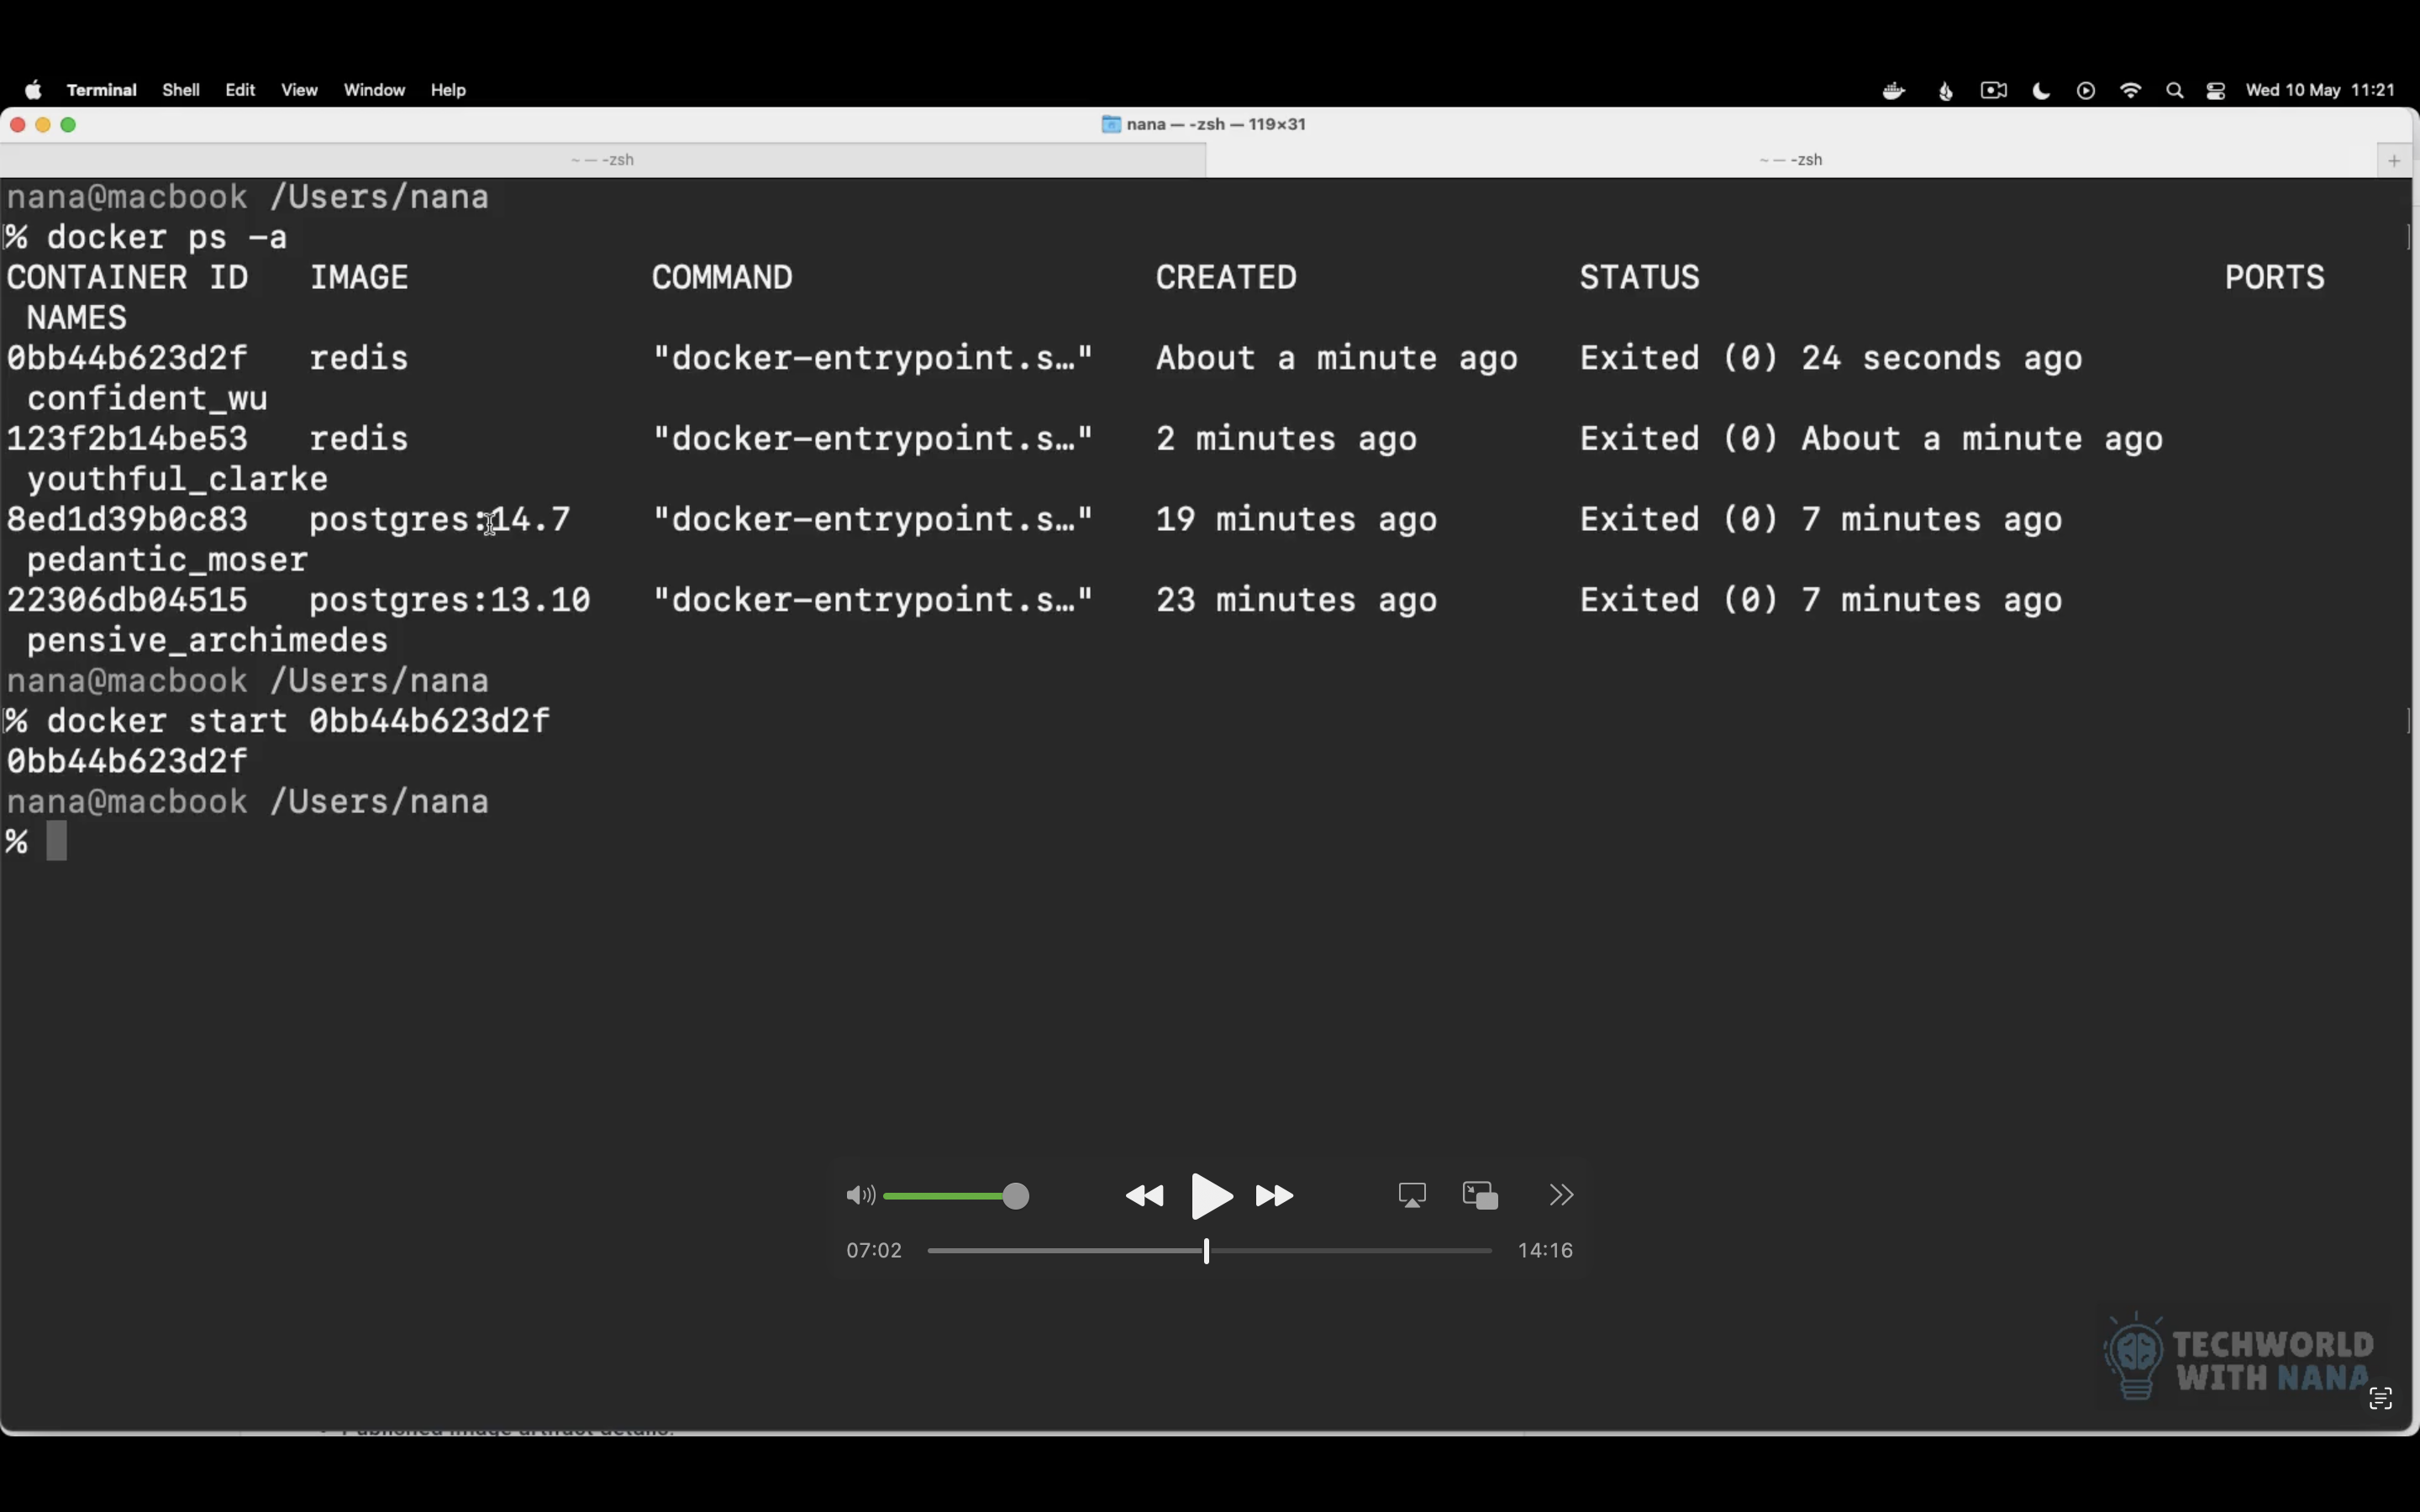 Terminal Shell Edit View Window Help Wed 10 May 11:21
nana — -zsh — 119×31
~ — -zsh ~ — -zsh +
nana@macbook /Users/nana
% docker ps -a
CONTAINER ID IMAGE COMMAND CREATED STATUS PORTS
NAMES
0bb44b623d2f redis "docker-entrypoint.s…" About a minute ago Exited (0) 24 seconds ago
confident_wu
123f2b14be53 redis "docker-entrypoint.s…" 2 minutes ago Exited (0) About a minute ago
youthful_clarke
8ed1d39b0c83 postgres:14.7 "docker-entrypoint.s…" 19 minutes ago Exited (0) 7 minutes ago
pedantic_moser
22306db04515 postgres:13.10 "docker-entrypoint.s…" 23 minutes ago Exited (0) 7 minutes ago
pensive_archimedes
nana@macbook /Users/nana
% docker start 0bb44b623d2f
0bb44b623d2f
nana@macbook /Users/nana
%
07:02 14:16
TECHWORLD
WITH NANA